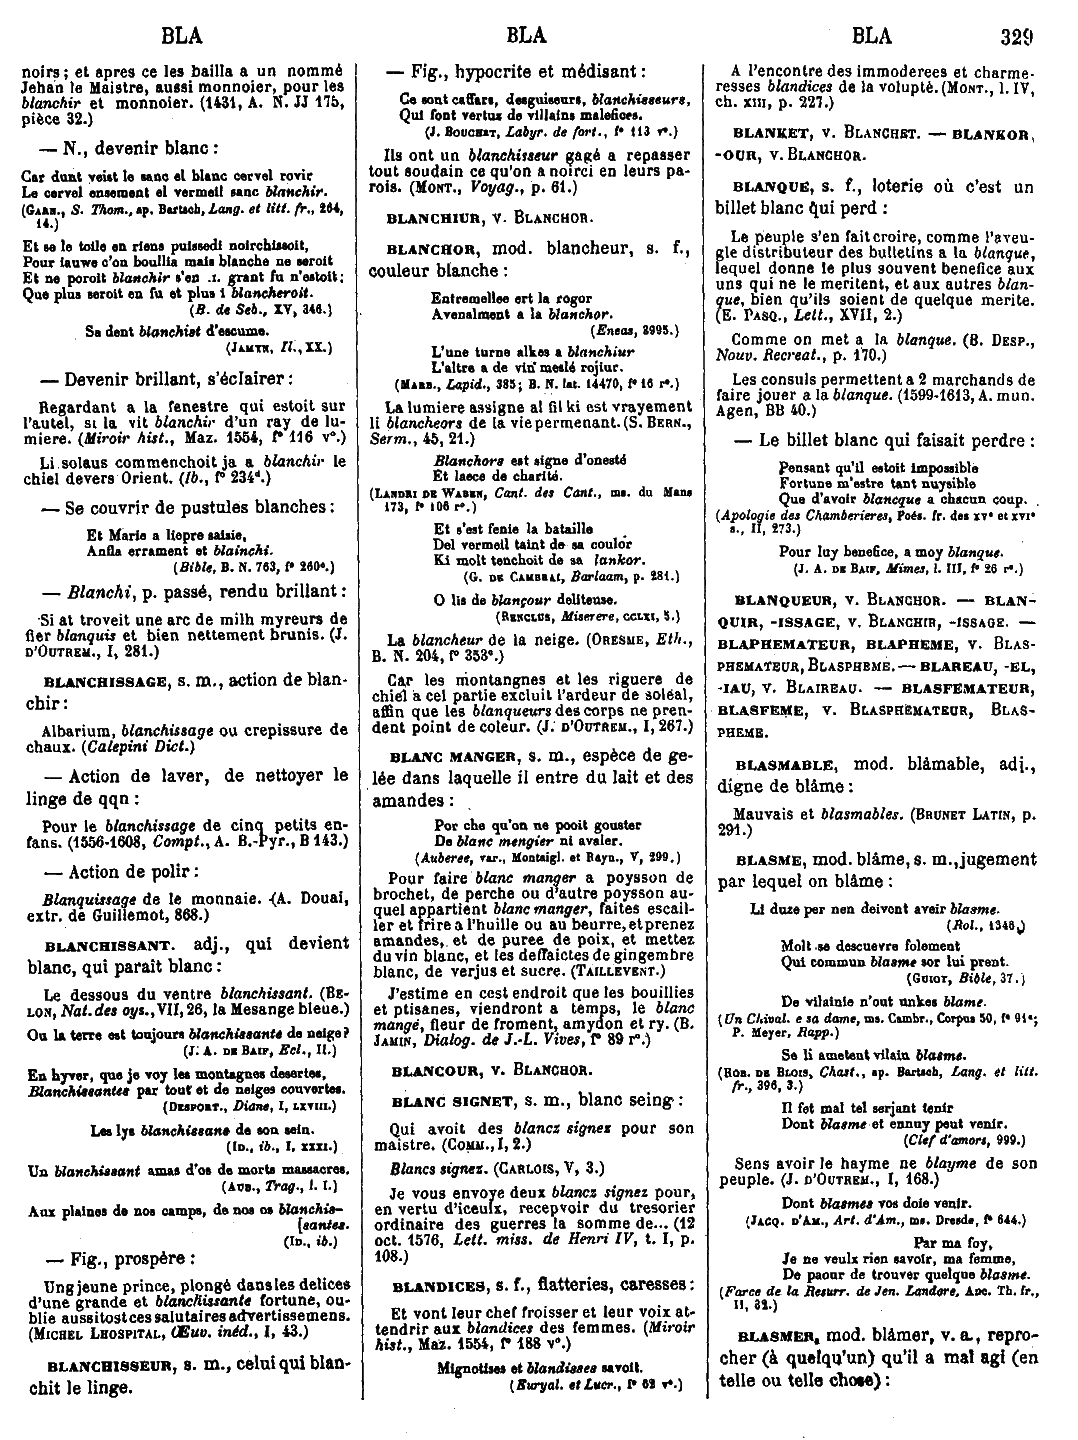 BLA
BLA
BLA
329
noirs ; et apres ce les bailla a un nommé
Jehan le Maistre, aussi monnoier, pour les
blanchir et monnoier. (1431, A. N. JJ 175,
pièce 32.)
— N., devenir blanc :
Car dunt veist le sanc el blanc cervel rovir
Le cervel ensement el vermeil sanc blanchir.
(GARN., S. Thom., ap. Bartsch, Lang. et litt. fr., 264,
14.)
Et se le toile en riens puissedi noirchissoit,
Pour lauwe c'on boullia mais blanche ne seroit
Et ne poroit blanchir s'en .I. grant fu n'estoit ;
Que plus seroit en fu et plus i blancheroit.
(B. de Seb., XV, 346.)
Sa dent blanchist d'escume.
(JAMYN, Il., XX.)
— Devenir brillant, s'éclairer :
Regardant a la fenestre qui estoit sur
l'autel, si la vit blanchir d'un ray de lu-
miere. (Miroir hist., Maz. 1554, f° 116 v°.)
Li solaus commenchoit ja a blanchir le
chiel devers Orient. (Ib., f° 234ᵈ.)
— Se couvrir de pustules blanches :
Et Marie a liepre saisie,
Anfla errament et blainchi.
(Bible, B. N. 763, f° 260ᵃ.)
— Blanchi, p. passé, rendu brillant :
Si at troveit une arc de milh myreurs de
fier blanquis et bien nettement brunis. (J.
D'OUTREM., I, 281.)
BLANCHISSAGE, s. m., action de blan-
chir :
Albarium, blanchissage ou crepissure de
chaux. (Calepini Dict.)
— Action de laver, de nettoyer le
linge de qqn :
Pour le blanchissage de cinq petits en-
fans. (1556-1608, Compt., A. B.-Pyr., B 143.)
— Action de polir :
Blanquissage de le monnaie. (A. Douai,
extr. de Guillemot, 868.)
BLANCHISSANT. adj., qui devient
blanc, qui paraît blanc :
Le dessous du ventre blanchissant. (BE-
LON, Nat. des oys., VII, 26, la Mesange bleue.)
Ou la terre est toujours blanchissante de neige?
(J. A. DE BAIF, Ecl., II.)
En hyver, que je voy les montagnes desertes,
Blanchissantes par tout et de neiges couvertes.
(DESPORT., Diane, I, LXVIII.)
Les lys blanchissans de son sein.
(ID., ib., I, XXXI.)
Un blanchissant amas d'os de morts massacres.
(AUB., Trag., l. I.)
Aux plaines de nos camps, de nos os blanchis-
[santes.
(ID., ib.)
— Fig., prospère :
Ung jeune prince, plongé dans les delices
d'une grande et blanchissante fortune, ou-
blie aussitost ces salutaires advertissemens.
(MICHEL LHOSPITAL, Œuv. inéd., I, 43.)
BLANCHISSEUR, s. m., celui qui blan-
chit le linge.
— Fig., hypocrite et médisant :
Ce sont caffars, desguiseurs, blanchisseurs,
Qui font vertus de villains malefices.
(J. BOUCHET, Labyr. de fort., f° 113 v°.)
Ils ont un blanchisseur gagé a repasser
tout soudain ce qu'on a noirci en leurs pa-
rois. (MONT., Voyag., p. 61.)
BLANCHIUR, v. BLANCHOR.
BLANCHOR, mod. blancheur, s. f.,
couleur blanche :
Entremellee ert la rogor
Avenalment a la blanchor.
(Eneas, 3995.)
L'une turne alkes a blanchiur
L'altre a de vin meslé rojiur.
(MARB., Lapid., 385 ; B. N. lat. 14470, f° 16 r°.)
La lumiere assigne al fil ki est vrayement
li blancheors de la vie permenant. (S. BERN.,
Serm., 45, 21.)
Blanchors est signe d'onesté
Et laece de charité.
(LANDRI DE WABEN, Cant. des Cant., ms. du Mans
173, f° 106 r°.)
Et s'est fenie la bataille
Del vermeil taint de sa coulor
Ki molt tenchoit de sa lankor.
(G. DE CAMBRAI, Barlaam, p. 281.)
O lis de blançour deliteuse.
(RENCLUS, Miserere, CCLXI, 5.)
La blancheur de la neige. (ORESME, Eth.,
B. N. 204, f° 353ᵃ.)
Car les montangnes et les riguere de
chiel a cel partie excluit l'ardeur de soléal,
affin que les blanqueurs des corps ne pren-
dent point de coleur. (J. D'OUTREM., I, 267.)
BLANC MANGER, s. m., espèce de ge-
lée dans laquelle il entre du lait et des
amandes :
Por che qu'on ne pooit gouster
De blanc mengier ni avaler.
(Auberee, var., Montaigl. et Rayn., V, 299.)
Pour faire blanc manger a poysson de
brochet, de perche ou d'autre poysson au-
quel appartient blanc manger, faites escail-
ler et frire a l'huille ou au beurre, et prenez
amandes, et de puree de poix, et mettez
du vin blanc, et les deffaictes de gingembre
blanc, de verjus et sucre. (TAILLEVENT.)
J'estime en cest endroit que les bouillies
et ptisanes, viendront a temps, le blanc
mangé, fleur de froment, amydon et ry. (B.
JAMIN, Dialog. de J.-L. Vives, f° 89 r°.)
BLANCOUR, v. BLANCHOR.
BLANC SIGNET, s. m., blanc seing :
Qui avoit des blancz signez pour son
maistre. (COMM., I, 2.)
Blancs signez. (CARLOIS, V, 3.)
Je vous envoye deux blancz signez pour,
en vertu d'iceulx, recepvoir du tresorier
ordinaire des guerres la somme de... (12
oct. 1576, Lett. miss. de Henri IV, t. I, p.
108.)
BLANDICES, s. f., flatteries, caresses :
Et vont leur chef froisser et leur voix at-
tendrir aux blandices des femmes. (Miroir
hist., Maz. 1554, f° 188 v°.)
Mignotises et blandisses savoit.
(Euryal. et Lucr., f° 62 v°.)
A l'encontre des immoderees et charme-
resses blandices de la volupté. (MONT., l. IV,
ch. XIII, p. 227.)
BLANKET, v. BLANCHET. — BLANKOR,
-OUR, v. BLANCHOR.
BLANQUE, s. f., loterie où c'est un
billet blanc qui perd :
Le peuple s'en fait croire, comme l'aveu-
gle distributeur des bulletins a la blanque,
lequel donne le plus souvent benefice aux
uns qui ne le meritent, et aux autres blan-
que, bien qu'ils soient de quelque merite.
(E. PASQ., Lett., XVII, 2.)
Comme on met a la blanque. (B. DESP.,
Nouv. Recreat., p. 170.)
Les consuls permettent a 2 marchands de
faire jouer a la blanque. (1599-1613, A. mun.
Agen, BB 40.)
— Le billet blanc qui faisait perdre :
Pensant qu'il estoit impossible
Fortune m'estre tant nuysible
Que d'avoir blancque a chacun coup.
(Apologie des Chamberieres, Poés. fr. des XVᵉ et XVIᵉ
s., II, 273.)
Pour luy benefice, a moy blanque.
(J. A. DE BAIF, Mimes, l. III, f° 26 r°.)
BLANQUEUR, v. BLANCHOR. — BLAN-
QUIR, -ISSAGE, v. BLANCHIR, -ISSAGE. —
BLAPHEMATEUR, BLAPHEME, v. BLAS-
PHEMATEUR, BLASPHEME. — BLAREAU, -EL,
-IAU, v. BLAIREAU. — BLASFEMATEUR,
BLASFEME, v. BLASPHEMATEUR, BLAS-
PHEME.
BLASMABLE, mod. blâmable, adj.,
digne de blâme :
Mauvais et blasmables. (BRUNET LATIN, p.
291.)
BLASME, mod. blâme, s. m., jugement
par lequel on blâme :
Li duze per nen deivent aveir blasme.
(Rol., 1346.)
Molt se descuevre folement
Qui commun blasme sor lui prent.
(GUIOT, Bible, 37.)
De vilainie n'out unkes blame.
(Un Chival. e sa dame, ms. Cambr., Corpus 50, f° 91ᵃ ;
P. Meyer, Rapp.)
Se li ametent vilain blasme.
(ROB. DE BLOIS, Chast., ap. Bartsch, Lang. et litt.
fr., 396, 3.)
Il fet mal tel serjant tenir
Dont blasme et ennuy peut venir.
(Clef d'amors, 999.)
Sens avoir le hayme ne blayme de son
peuple. (J. D'OUTREM., I, 168.)
Dont blasmes vos doie venir.
(JACQ. D'AM., Art. d'Am., ms. Dresde, f° 644.)
Par ma foy,
Je ne veulx rien savoir, ma femme,
De paour de trouver quelque blasme.
(Farce de la Resurr. de Jen. Landore, Anc. Th. fr.,
II, 32.)
BLASMER, mod. blâmer, v. a., repro-
cher (à quelqu'un) qu'il a mal agi (en
telle ou telle chose) :